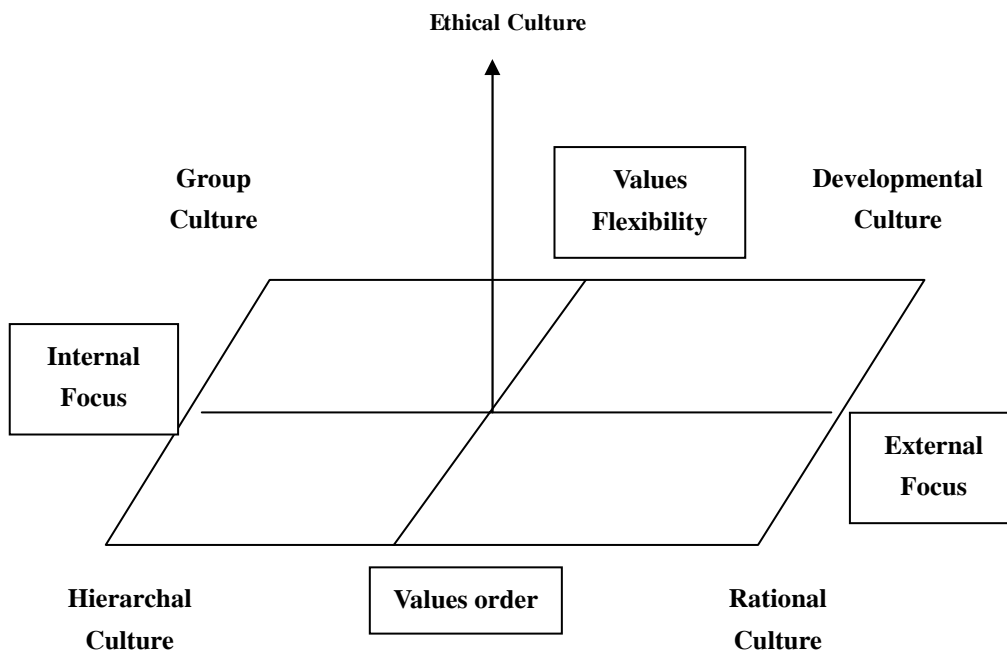 Ethical Culture
Group
Culture
Values
Flexibility
Developmental
Culture
Internal
Focus
External
Focus
Hierarchal
Culture
Values order
Rational
Culture